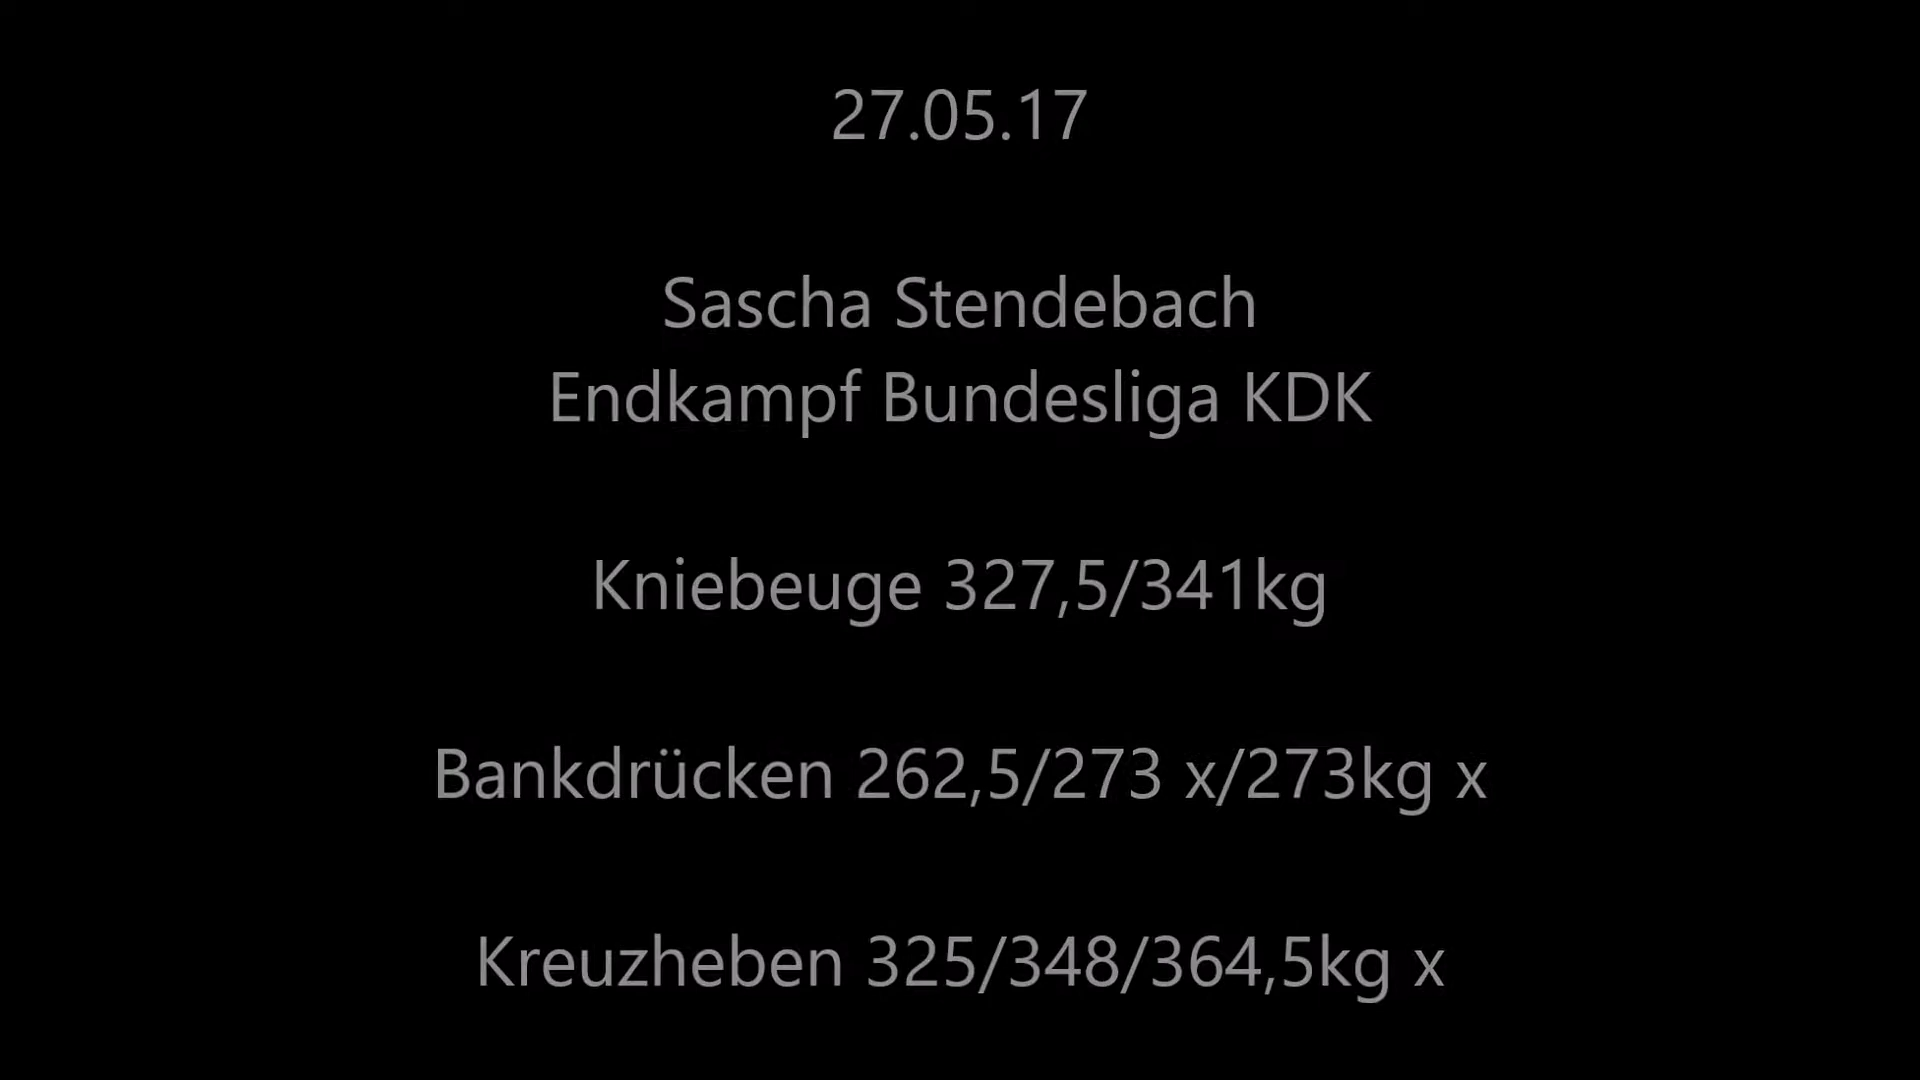 27.05.17
Sascha Stendebach
Endkampf Bundesliga KDK
Kniebeuge 327,5/341kg
Bankdrücken 262,5/273 x/273kg x
Kreuzheben 325/348/364,5kg x